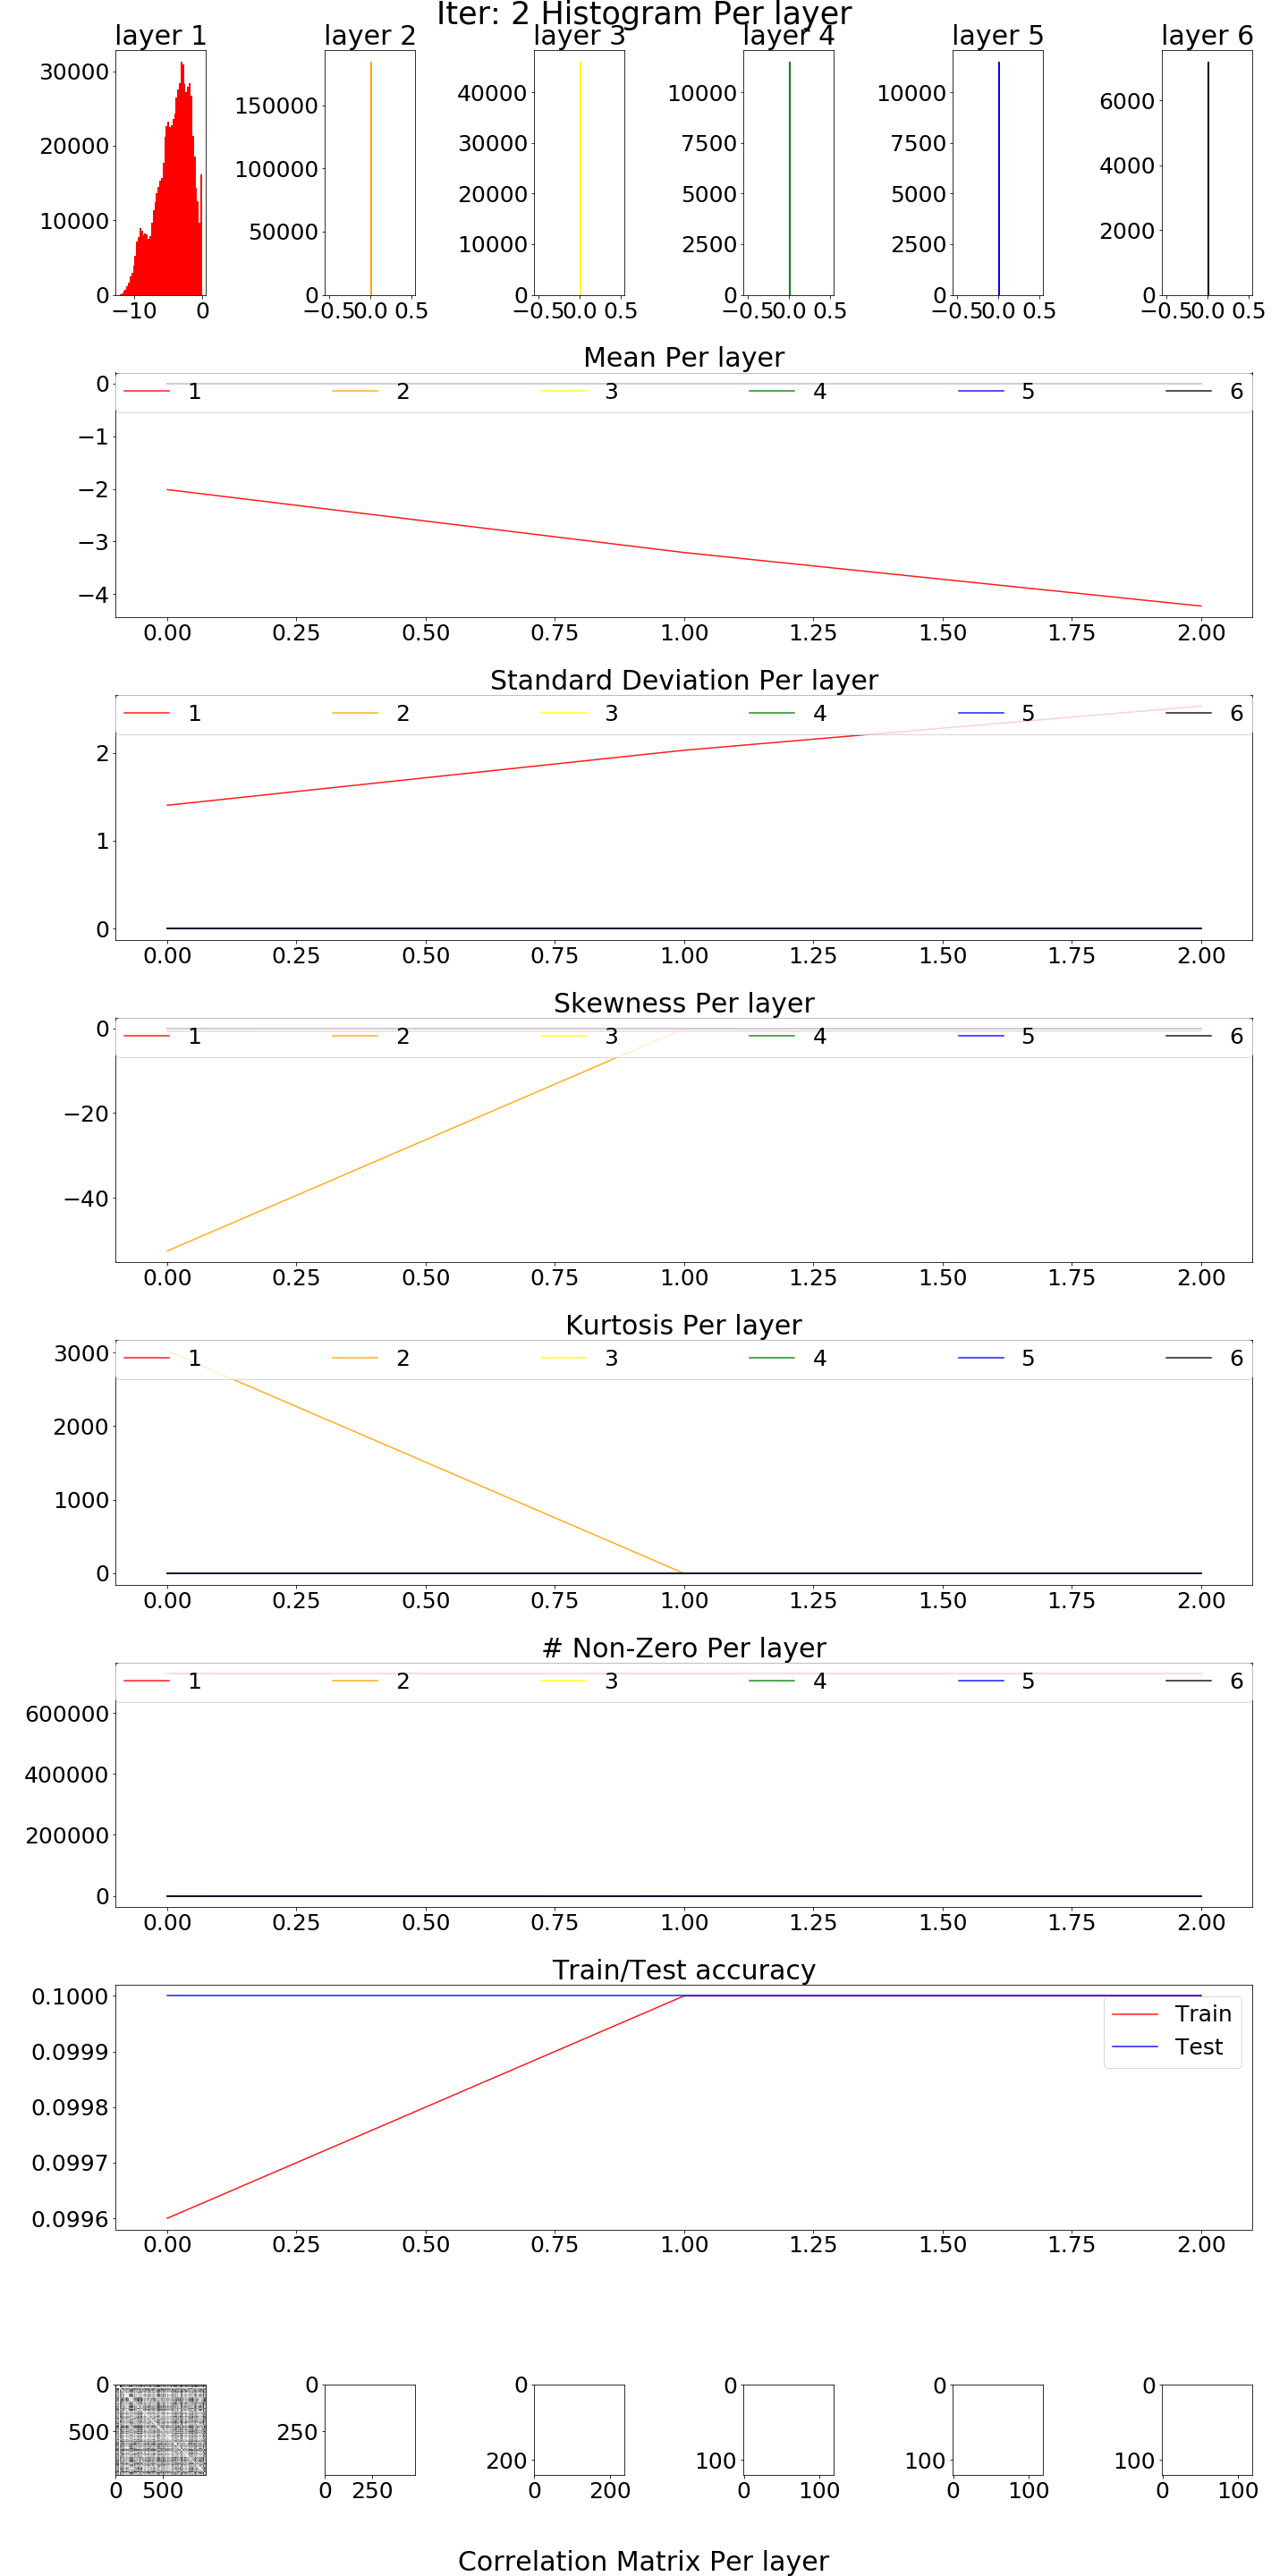 Iter: 2 Histogram Per layer
layer 1 layer 2 layer 3 layer 4 layer 5 layer 6
30000 20000 10000 0 −10 0
150000 100000 50000 0 −0.5 0.0 0.5
40000 30000 20000 10000 0 −0.5 0.0 0.5
10000 7500 5000 2500 0 −0.5 0.0 0.5
10000 7500 5000 2500 0 −0.5 0.0 0.5
6000 4000 2000 0 −0.5 0.0 0.5
Mean Per layer
1 2 3 4 5 6
0
−1
−2
−3
−4
0.00 0.25 0.50 0.75 1.00 1.25 1.50 1.75 2.00
Standard Deviation Per layer
1 2 3 4 5 6
2
1
0
0.00 0.25 0.50 0.75 1.00 1.25 1.50 1.75 2.00
Skewness Per layer
0
1 2 3 4 5 6
−20
−40
0.00 0.25 0.50 0.75 1.00 1.25 1.50 1.75 2.00
Kurtosis Per layer
3000
1 2 3 4 5 6
2000
1000
0
0.00 0.25 0.50 0.75 1.00 1.25 1.50 1.75 2.00
# Non-Zero Per layer
1 2 3 4 5 6
600000
400000
200000
0
0.00 0.25 0.50 0.75 1.00 1.25 1.50 1.75 2.00
Train/Test accuracy
0.1000
Train
Test
0.0999
0.0998
0.0997
0.0996
0.00 0.25 0.50 0.75 1.00 1.25 1.50 1.75 2.00
0 500 0 500
0 250 0 250
0 200 0 200
0 100 0 100
0 100 0 100
0 100 0 100
Correlation Matrix Per layer